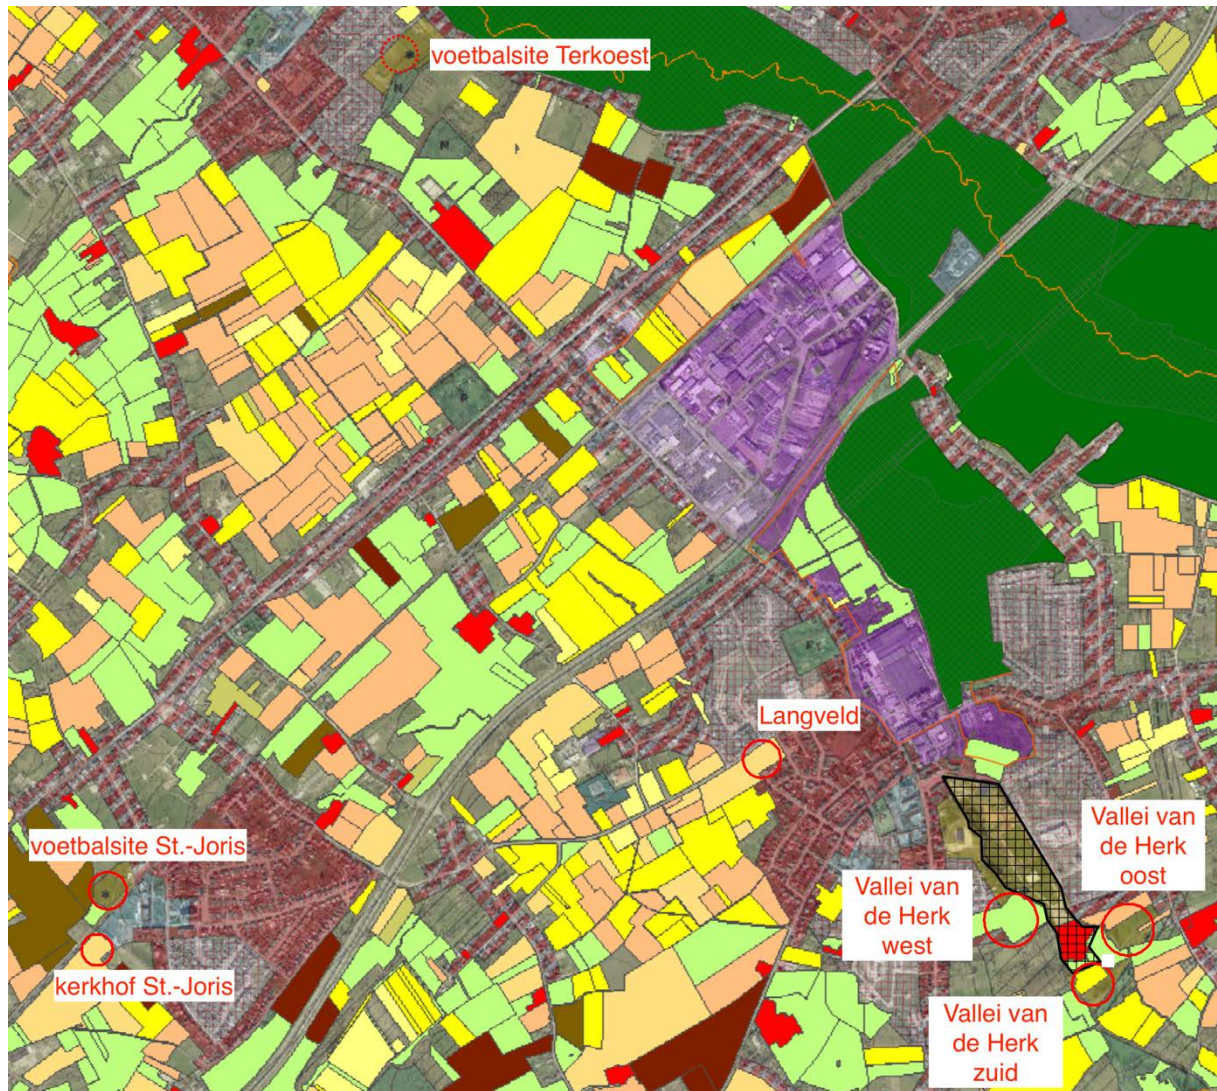 voetbalsite Terkoest
N
N
P
Langveld
voetbalsite St.-Joris
kerkhof St.-Joris
Vallei van
de Herk
west
Vallei van
de Herk
oost
Vallei van
de Herk
zuid